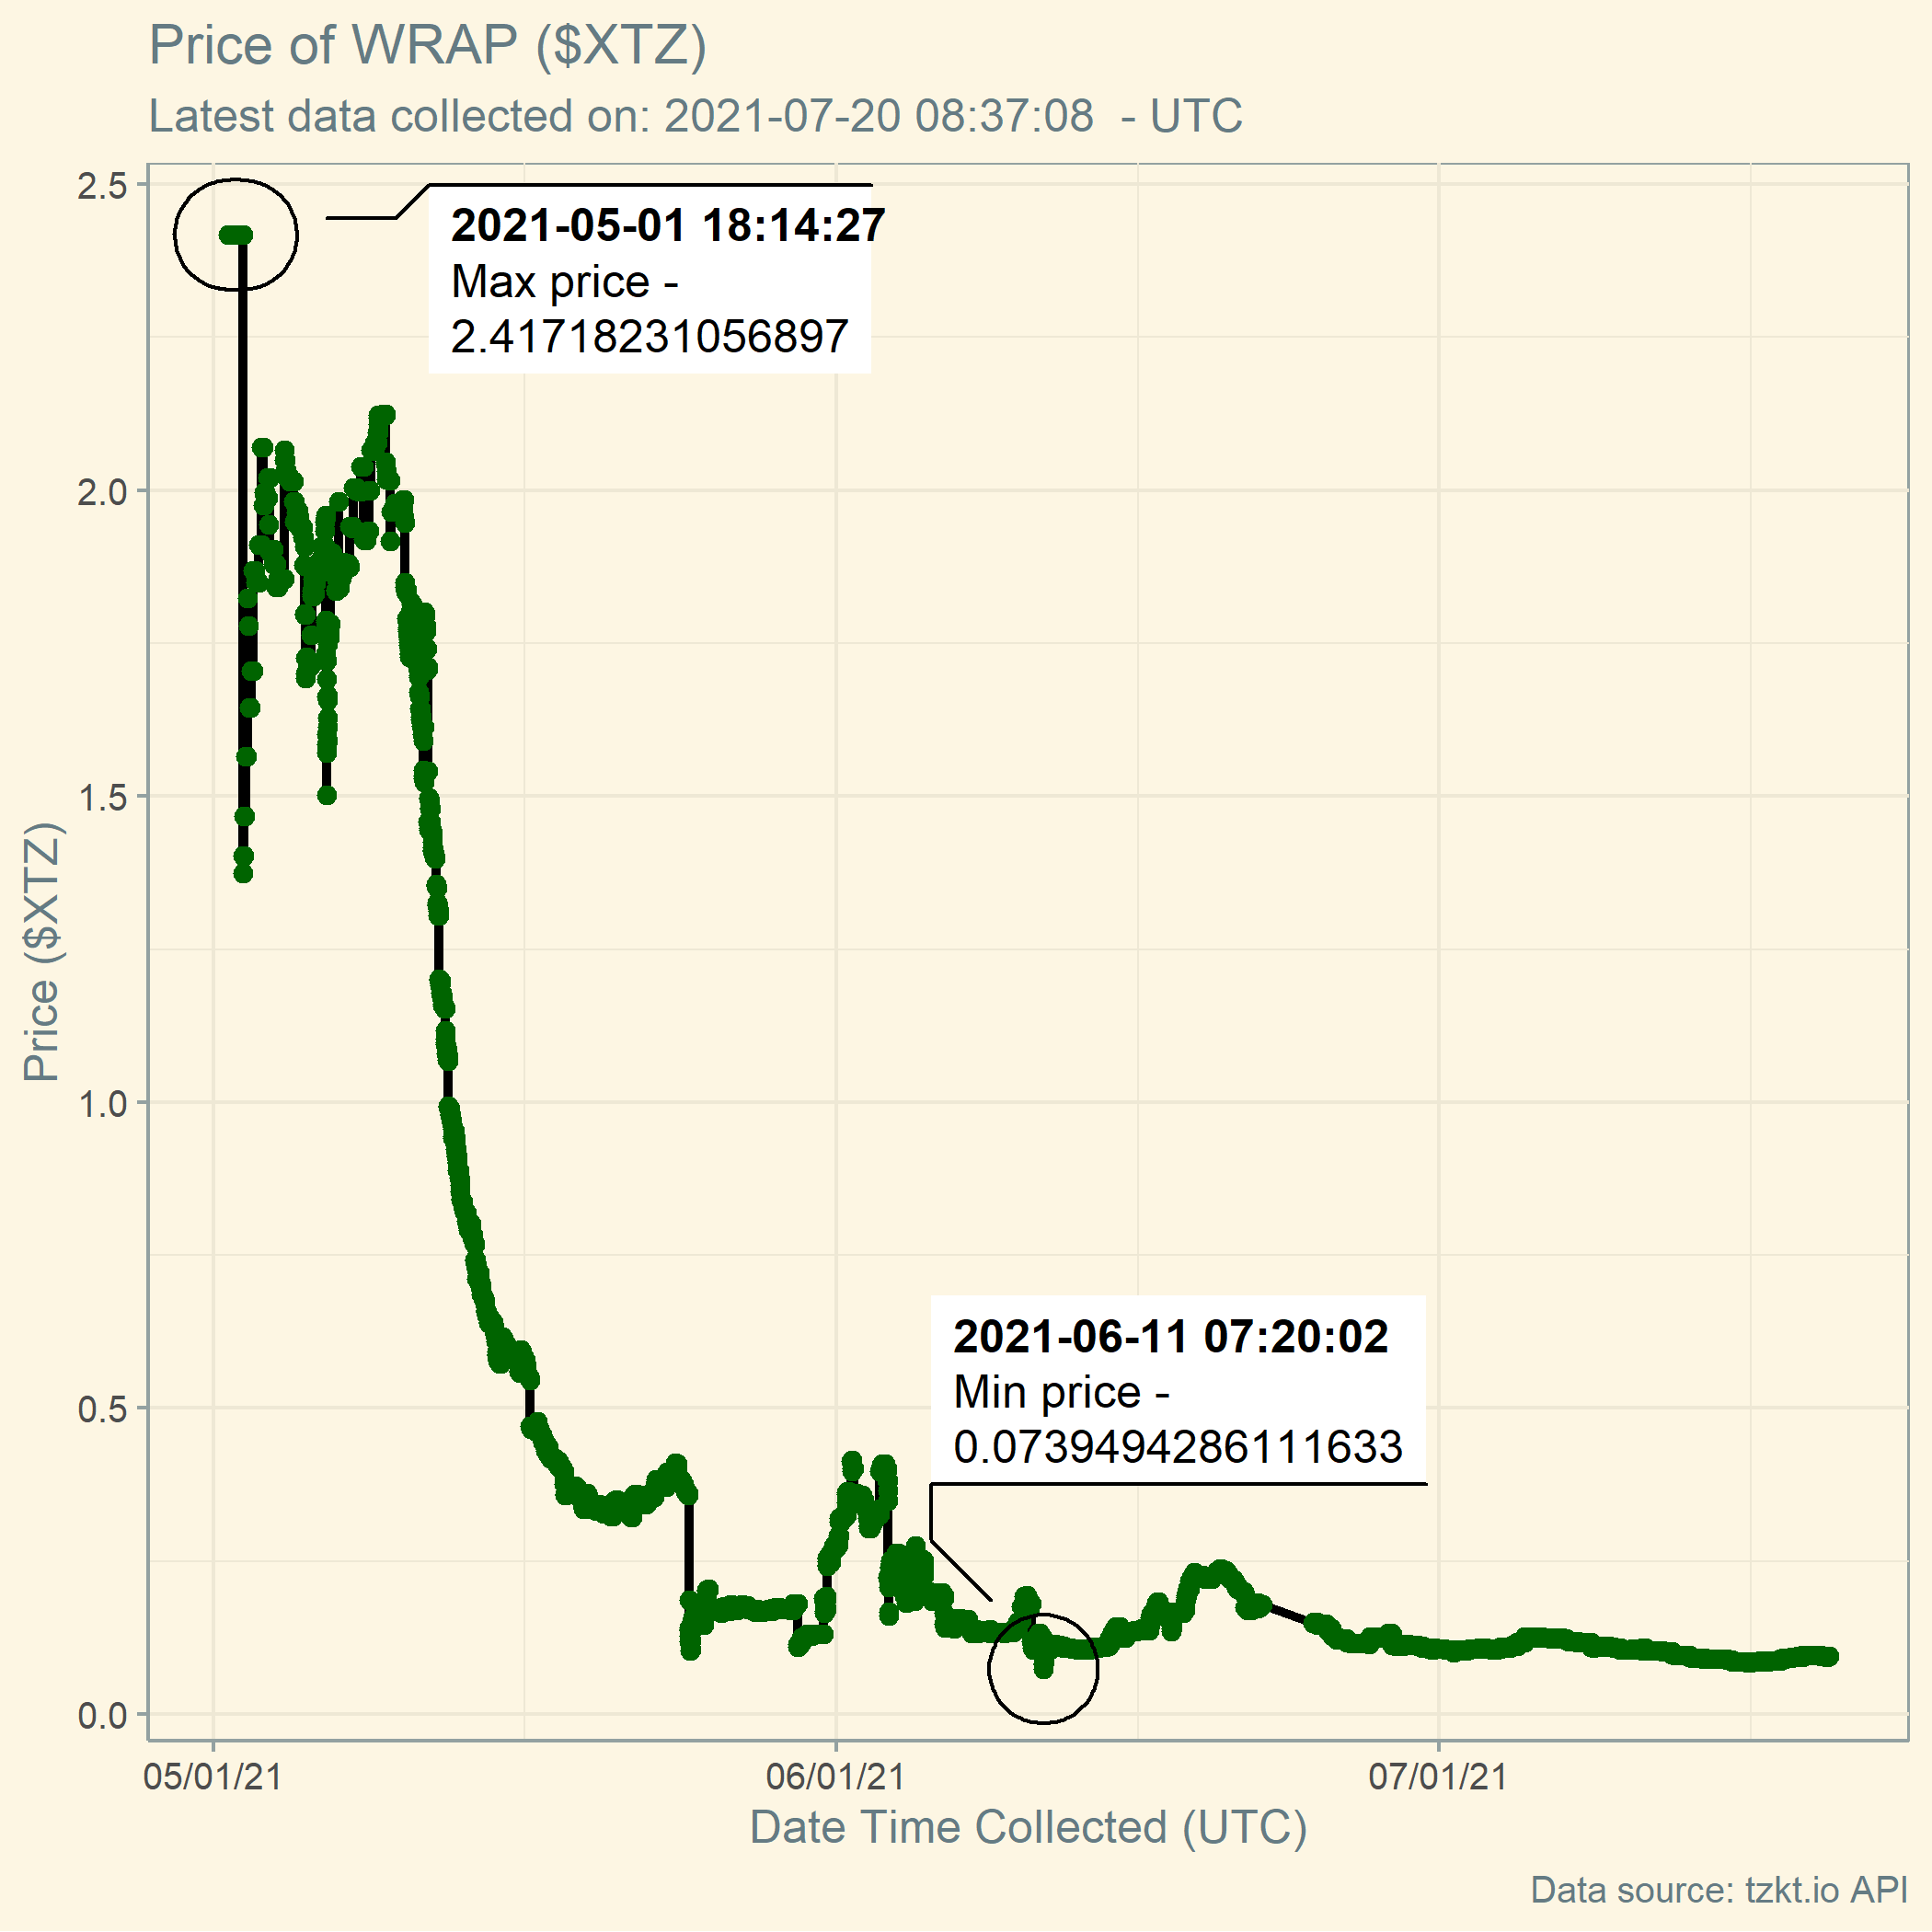 Price of WRAP ($XTZ)
Latest data collected on: 2021-07-20 08:37:08  - UTC
2.5
2021-05-01 18:14:27
Max price -
2.41718231056897
2.0
1.5
Price ($XTZ)
1.0
2021-06-11 07:20:02
Min price -
0.0739494286111633
0.5
0.0
05/01/21
06/01/21
07/01/21
Date Time Collected (UTC)
Data source: tzkt.io API